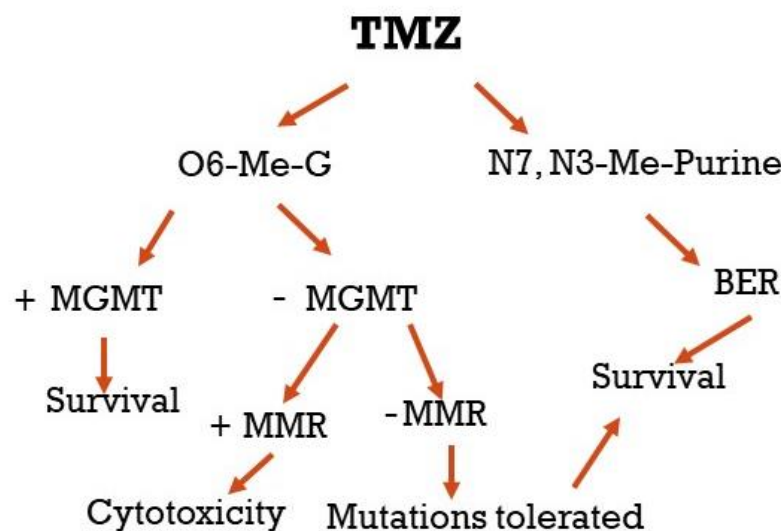 TMZ
O6-Me-G
N7, N3-Me-Purine
+ MGMT
- MGMT
BER
Survival
Survival
+ MMR
-MMR
Cytotoxicity
Mutations tolerated